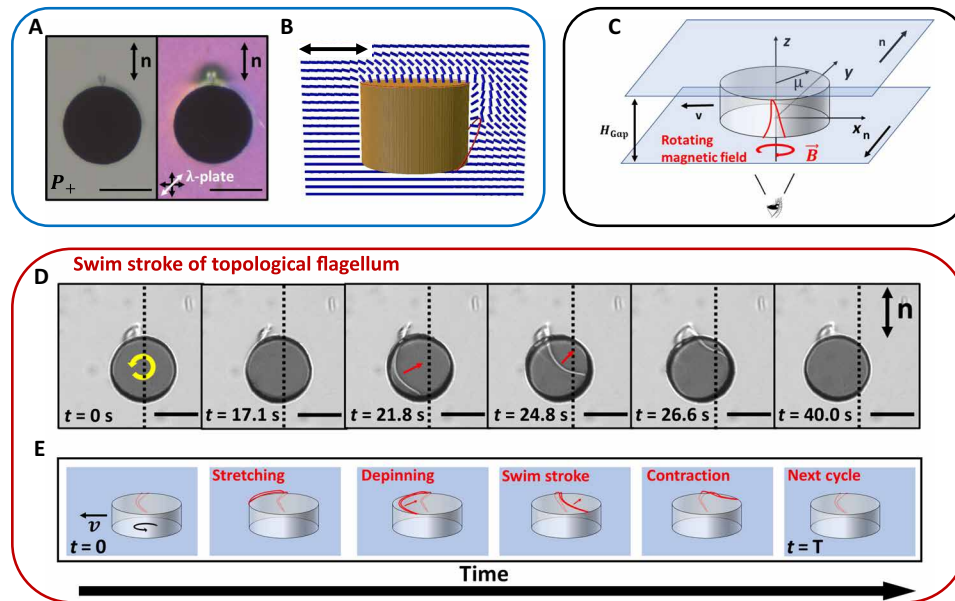 A
n
n
P+
λ-plate
B
C
z
n
y
μ
v
HGap
xn
Rotating
magnetic field
B
Swim stroke of topological flagellum
D
n
t = 0 s
t = 17.1 s
t = 21.8 s
t = 24.8 s
t = 26.6 s
t = 40.0 s
E
Stretching
Depinning
Swim stroke
Contraction
Next cycle
v
t = 0
t = T
Time